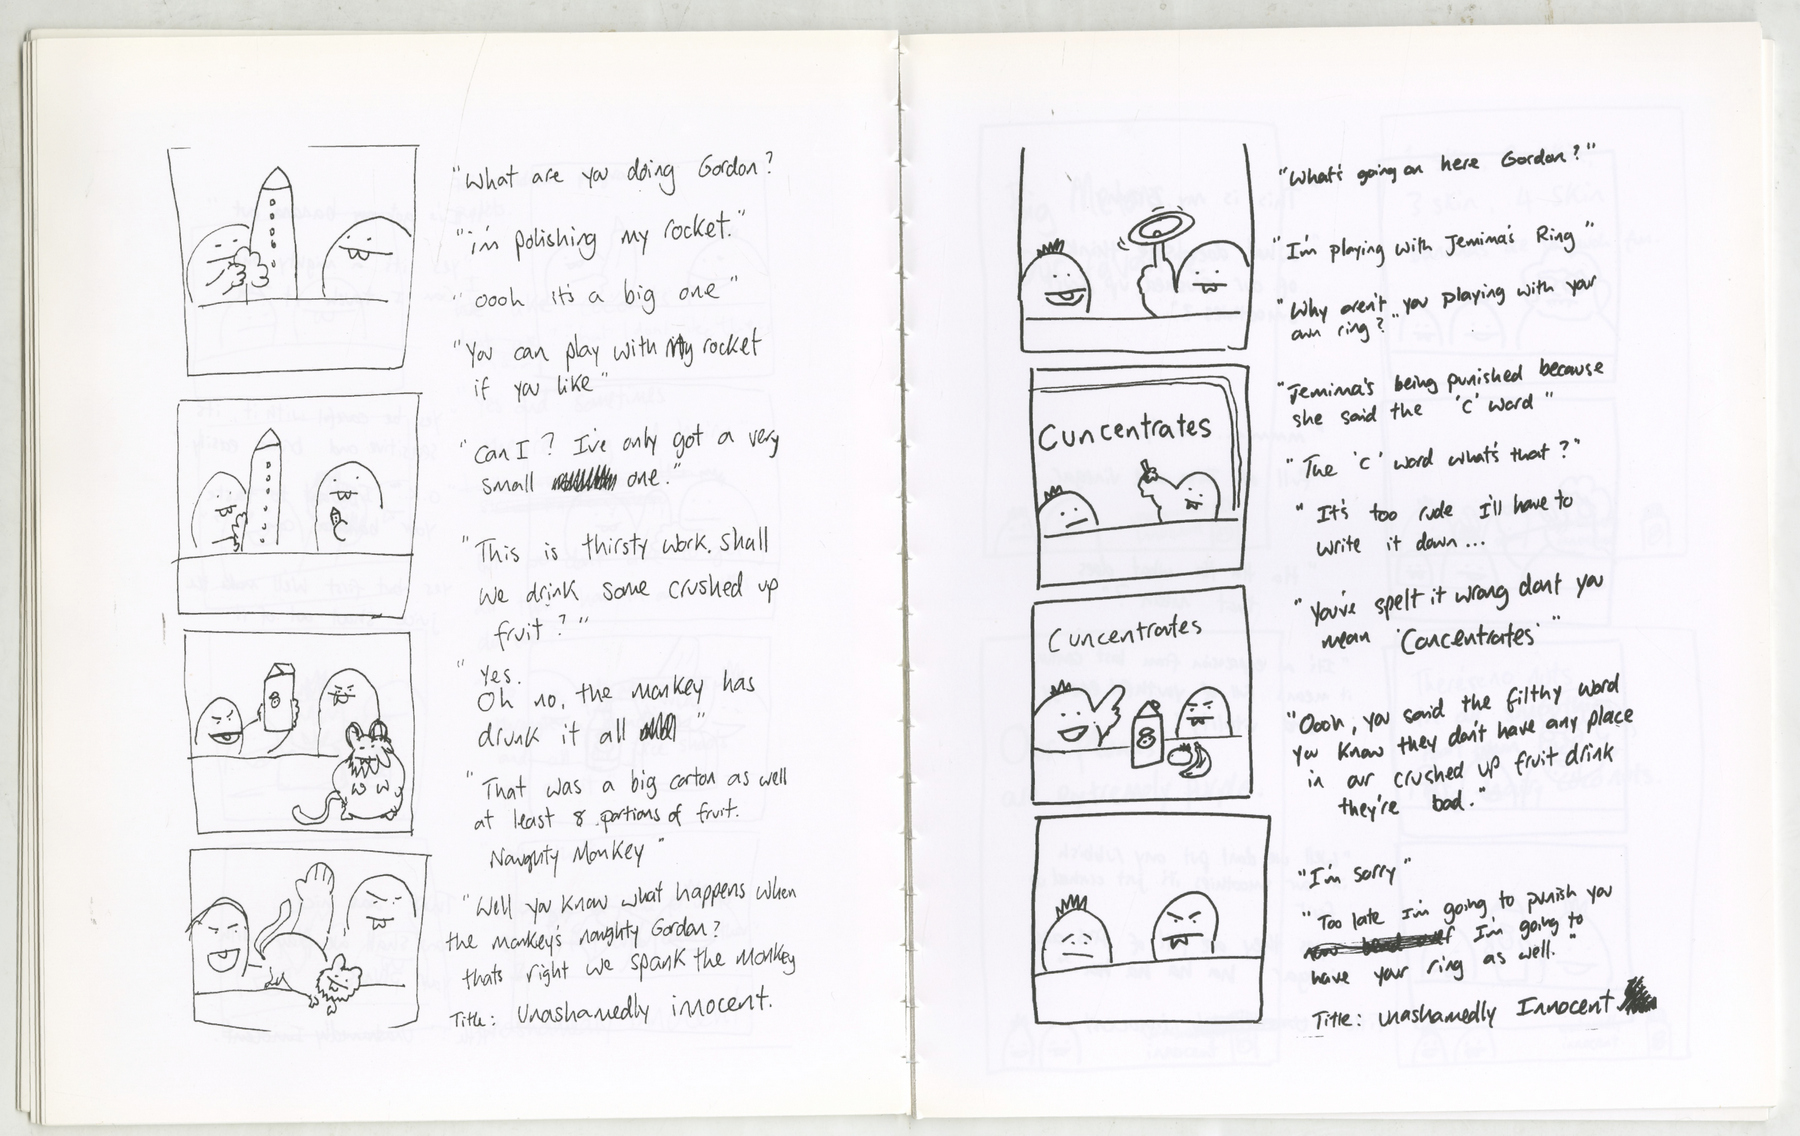 "What are you doing Gordon?
"i'm polishing my rocket."
"oooh it's a big one"
"You can play with my rocket
if you like"
"Can I? I've only got a very
small one."
"This is thirsty work. Shall
we drink some crushed up
fruit?"
"Yes.
Oh no, the monkey has
drunk it all "
"That was a big carton as well
at least 8 portions of fruit.
Naughty Monkey"
"Well you know what happens when
the monkey's naughty Gordon?
thats right we spank the monkey
Title: Unashamedly innocent.
8
"What's going on here Gordon?"
"I'm playing with Jemima's Ring"
"Why aren't you playing with your
own ring?"
"Jemima's being punished because
she said the 'C' word"
"The 'C' word what's that?"
"It's too rude I'll have to
write it down...
"You've spelt it wrong dont you
mean 'Concentrates'"
"Oooh, you said the filthy word
you know they don't have any place
in our crushed up fruit drink
they're bad."
"I'm sorry"
"Too late I'm going to punish you
I'm going to
have your ring as well."
Title: unashamedly Innocent
Cuncentrates
Cuncentrates
8